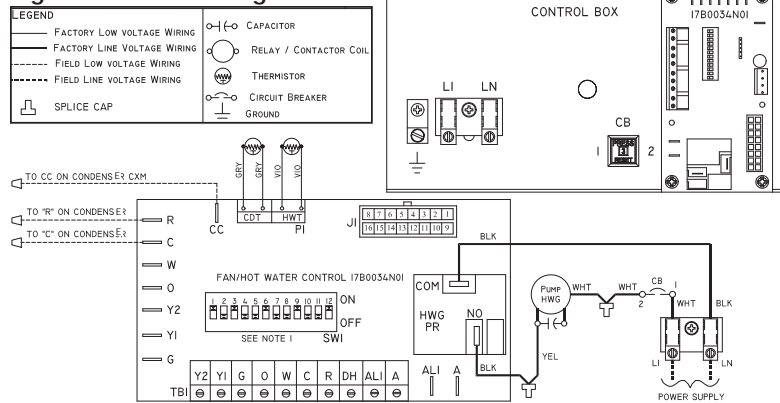 LEGEND
FACTORY LOW VOLTAGE WIRING
FACTORY LINE VOLTAGE WIRING
FIELD LOW VOLTAGE WIRING
FIELD LINE VOLTAGE WIRING
SPLICE CAP
CAPACITOR
RELAY / CONTACTOR COIL
THERMISTOR
CIRCUIT BREAKER
GROUND
CONTROL BOX
17B0034N01
L1 LN
CB
1 PRESS RESET 2
GRY GRY VIO VIO
TO CC ON CONDENSER CXM
TO "R" ON CONDENSER
TO "C" ON CONDENSER
CC
CDT HWT
P1
J1
8 7 6 5 4 3 2 1
16 15 14 13 12 11 10 9
R
C
W
O
Y2
Y1
G
FAN/HOT WATER CONTROL 17B0034N01
1 2 3 4 5 6 7 8 9 10 11 12
ON
OFF
SEE NOTE 1
SW1
COM
HWG PR
NO
BLK
BLK
YEL
PUMP HWG
WHT
WHT
CB
2
1
WHT
BLK
L1 LN
POWER SUPPLY
AL1 A
TB1
Y2 Y1 G O W C R DH AL1 A